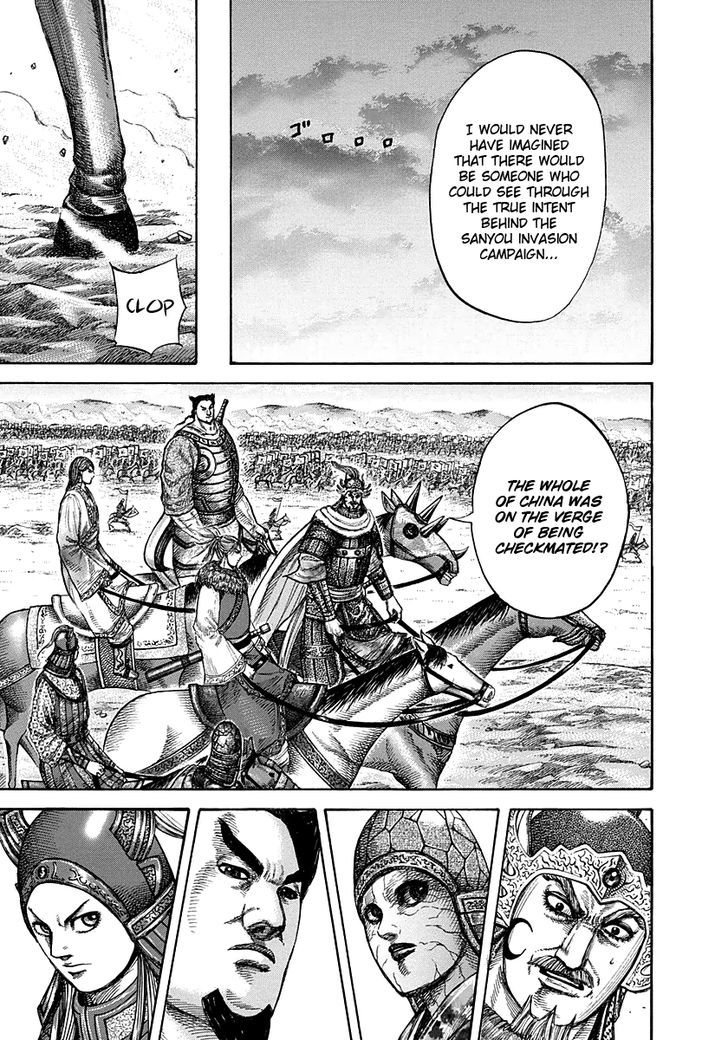 I WOULD NEVER
HAVE IMAGINED
THAT THERE WOULD
BE SOMEONE WHO
COULD SEE THROUGH
THE TRUE INTENT
BEHIND THE
SANYOU INVASION
CAMPAIGN...
ゴロロロ
CLOP
THE WHOLE
OF CHINA WAS
ON THE VERGE
OF BEING
CHECKMATED!?